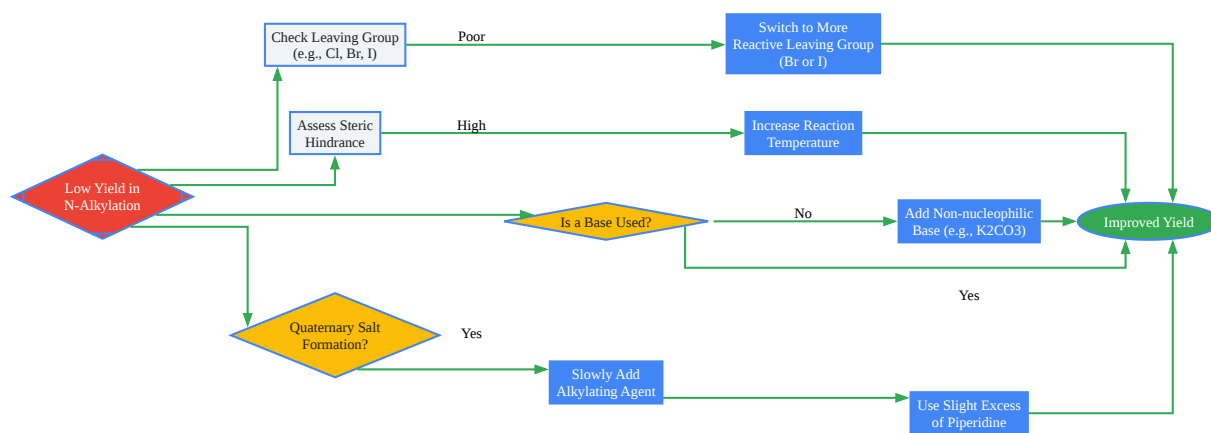 Check Leaving Group
(e.g., Cl, Br, I)
Poor
Switch to More
Reactive Leaving Group
(Br or I)
Assess Steric
Hindrance
High
Increase Reaction
Temperature
Low Yield in
N-Alkylation
Is a Base Used?
No
Add Non-nucleophilic
Base (e.g., K2CO3)
Improved Yield
Yes
Quaternary Salt
Formation?
Yes
Slowly Add
Alkylating Agent
Use Slight Excess
of Piperidine